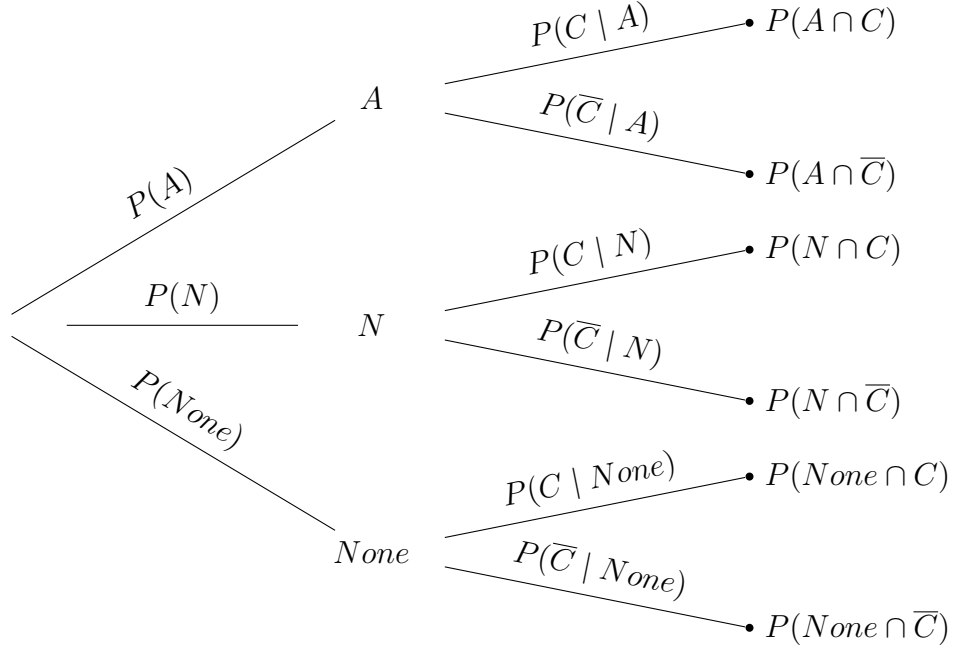 P(C | A)
P(A ∩ C)
A
P(C̅ | A)
P(A ∩ C̅)
P(A)
P(C | N)
P(N ∩ C)
P(N)
N
P(C̅ | N)
P(N ∩ C̅)
P(None)
P(C | None)
P(None ∩ C)
None
P(C̅ | None)
P(None ∩ C̅)